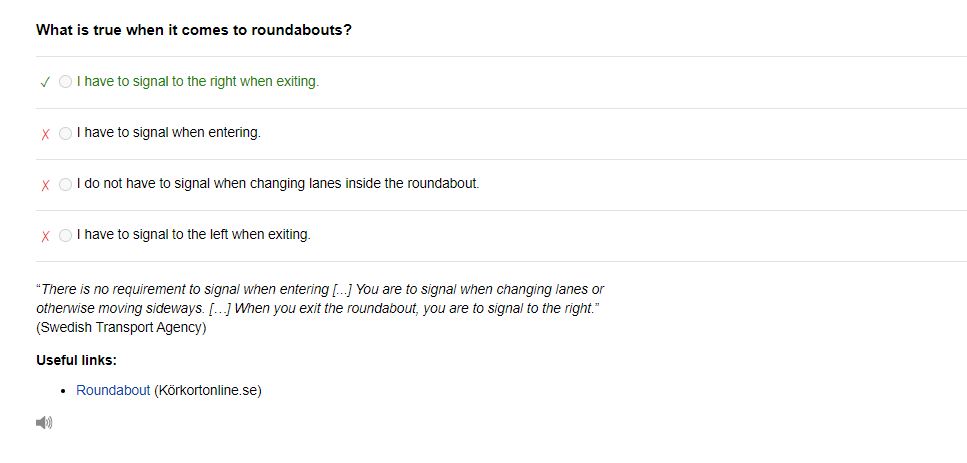 What is true when it comes to roundabouts?
✓ I have to signal to the right when exiting.
X I have to signal when entering.
X I do not have to signal when changing lanes inside the roundabout.
X I have to signal to the left when exiting.
“There is no requirement to signal when entering [...] You are to signal when changing lanes or
otherwise moving sideways. […] When you exit the roundabout, you are to signal to the right.”
(Swedish Transport Agency)
Useful links:
• Roundabout (Körkortonline.se)